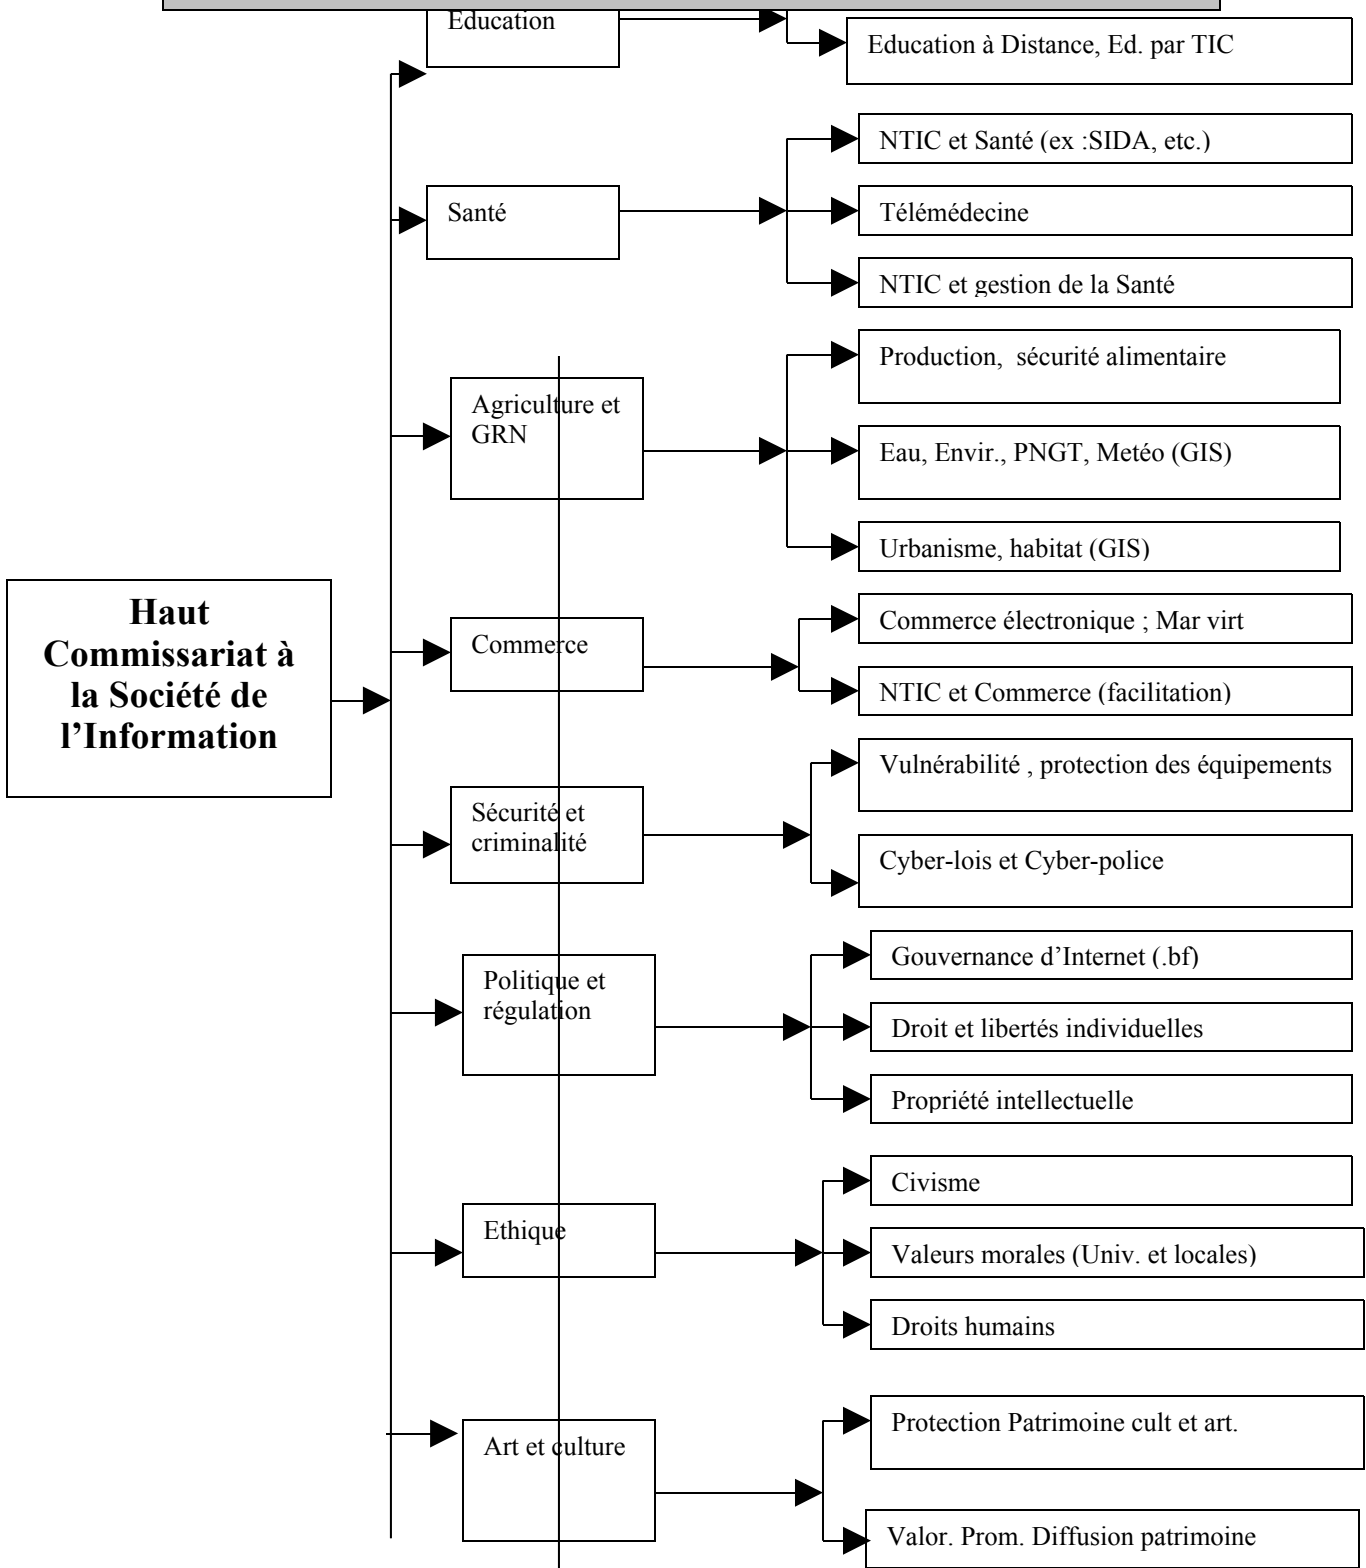 Education
Education à Distance, Ed. par TIC
NTIC et Santé (ex :SIDA, etc.)
Santé
Télémédecine
NTIC et gestion de la Santé
Production, sécurité alimentaire
Agriculture et
GRN
Eau, Envir., PNGT, Metéo (GIS)
Urbanisme, habitat (GIS)
Haut
Commissariat à
la Société de
l’Information
Commerce électronique ; Mar virt
Commerce
NTIC et Commerce (facilitation)
Vulnérabilité , protection des équipements
Sécurité et
criminalité
Cyber-lois et Cyber-police
Gouvernance d’Internet (.bf)
Politique et
régulation
Droit et libertés individuelles
Propriété intellectuelle
Civisme
Ethique
Valeurs morales (Univ. et locales)
Droits humains
Protection Patrimoine cult et art.
Art et culture
Valor. Prom. Diffusion patrimoine